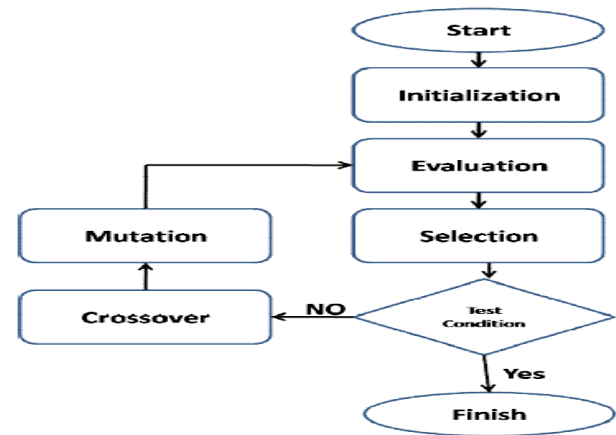 Start
Initialization
Evaluation
Mutation
Selection
Crossover
NO
Test
Condition
Yes
Finish